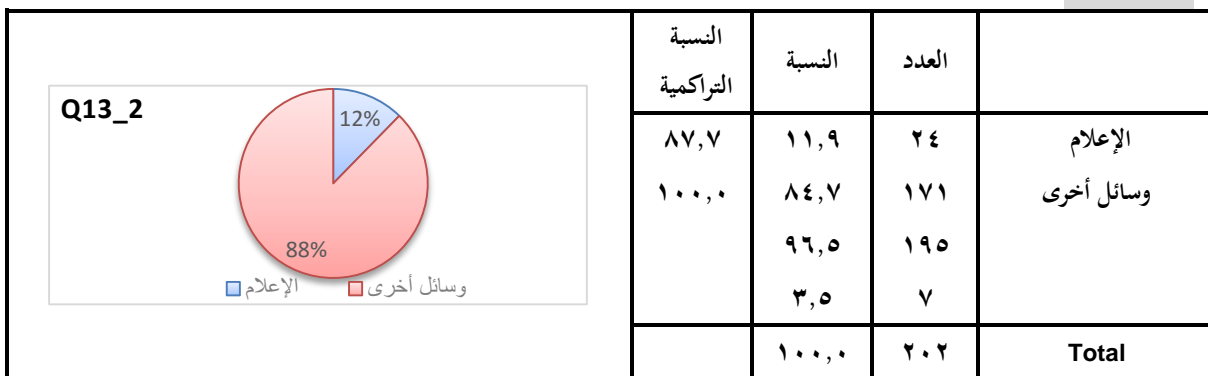 العدد النسبة النسبة التراكمية
الإعلام ٢٤ ١١,٩ ٨٧,٧
وسائل أخرى ١٧١ ٨٤,٧ ١٠٠,٠
١٩٥ ٩٦,٥
٧ ٣,٥
Total ٢٠٢ ١٠٠,٠
Q13_2
12%
88%
الإعلام وسائل أخرى